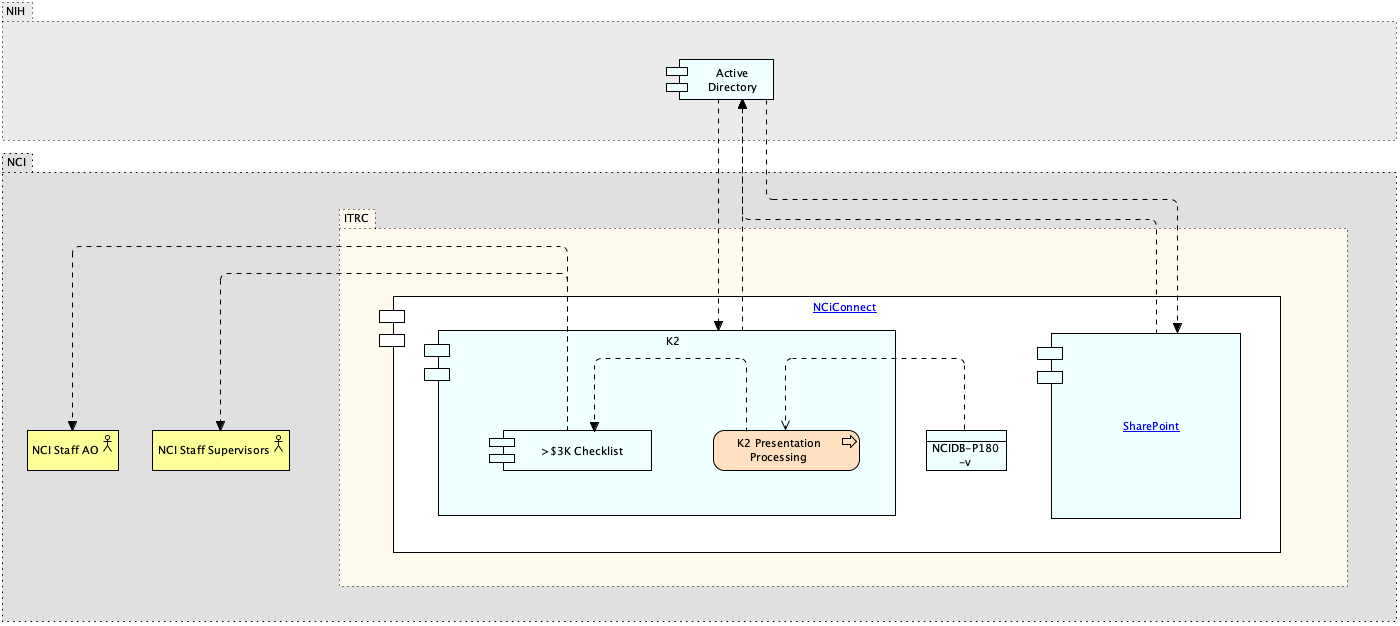 NIH
Active
Directory
NCI
ITRC
NCiConnect
K2
NCI Staff AO
NCI Staff Supervisors
>$3K Checklist
K2 Presentation
Processing
NCIDB-P180
-v
SharePoint